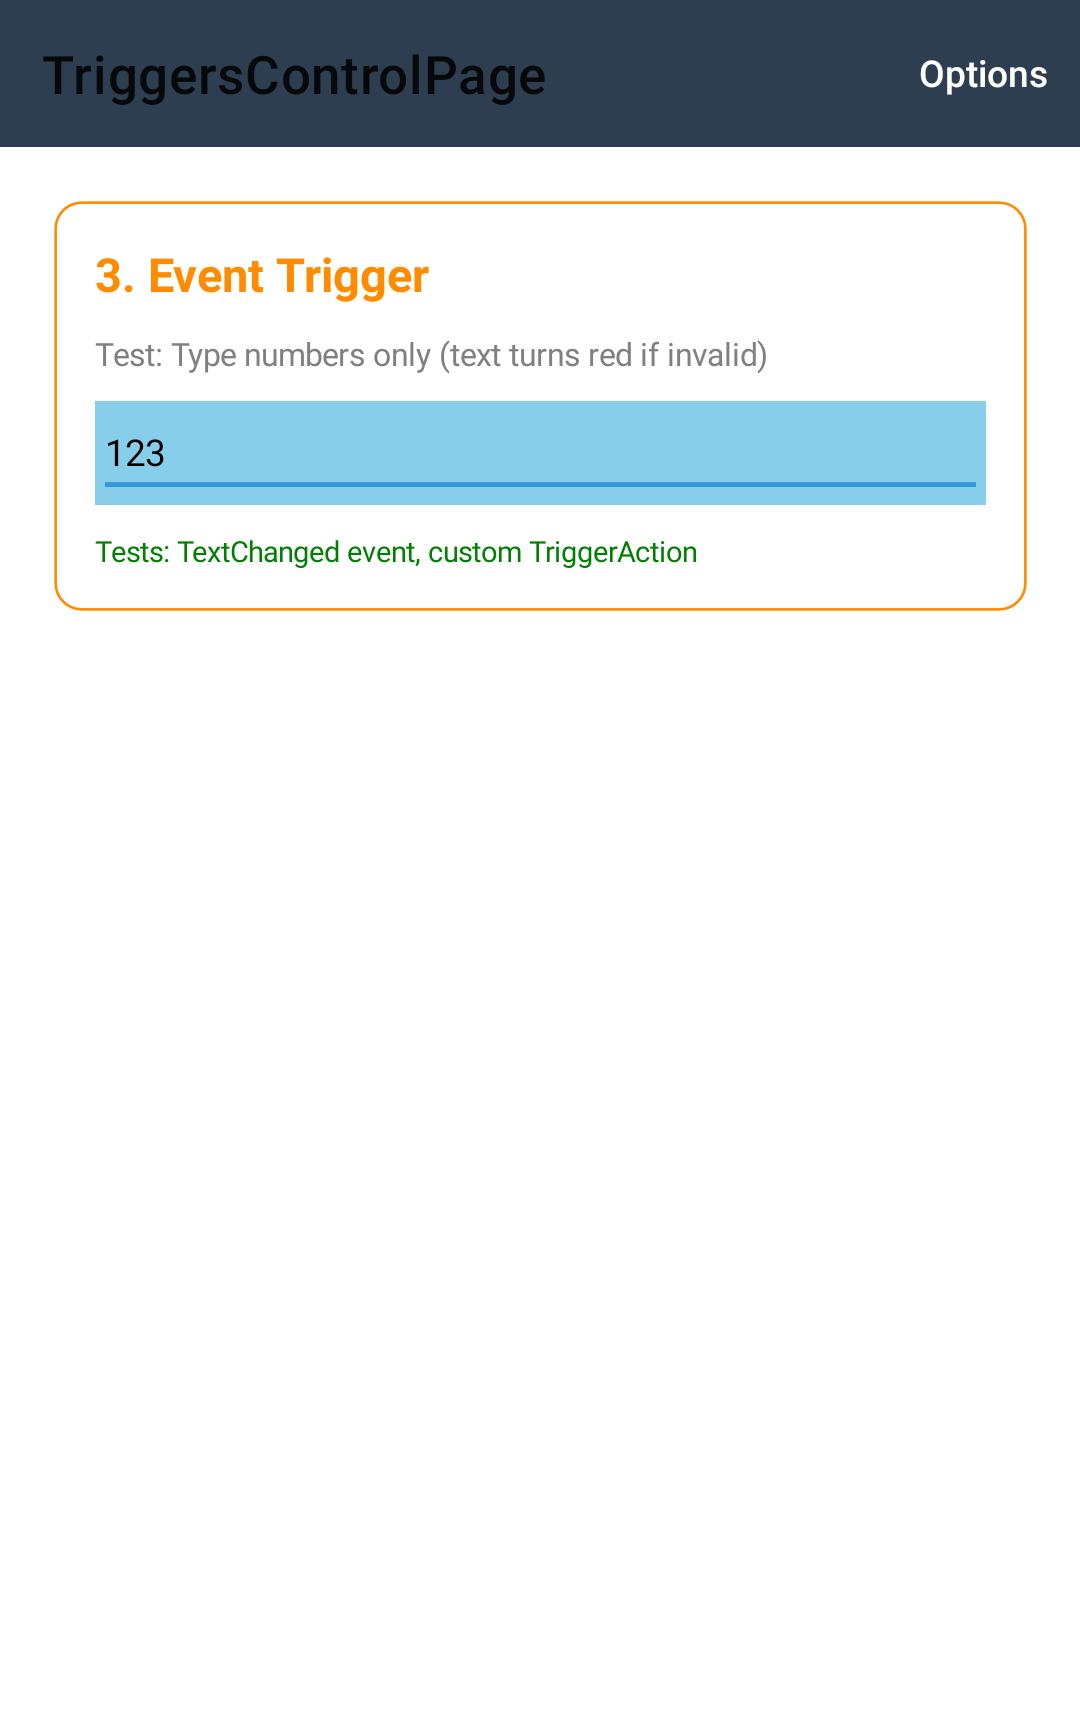 TriggersControlPage
Options
3. Event Trigger
Test: Type numbers only (text turns red if invalid)
123
Tests: TextChanged event, custom TriggerAction